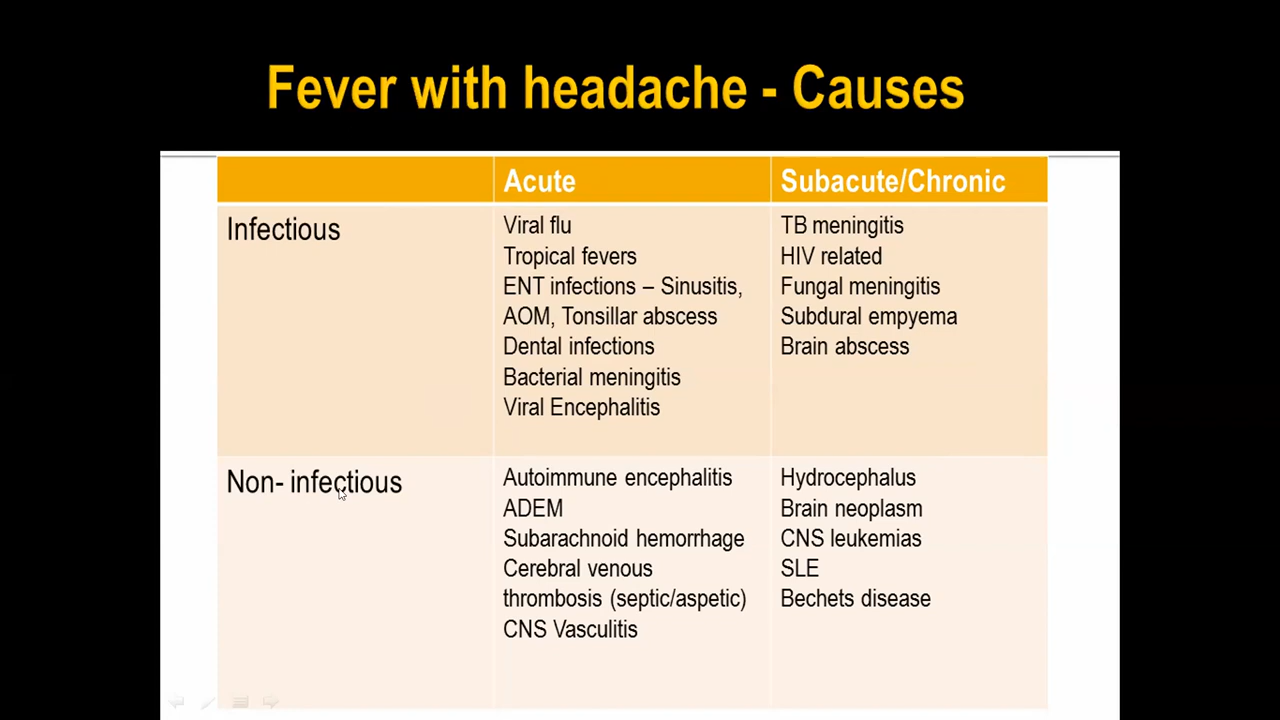 Fever with headache - Causes
Acute
Subacute/Chronic
Infectious
Viral flu
Tropical fevers
ENT infections – Sinusitis,
AOM, Tonsillar abscess
Dental infections
Bacterial meningitis
Viral Encephalitis
TB meningitis
HIV related
Fungal meningitis
Subdural empyema
Brain abscess
Non- infectious
Autoimmune encephalitis
ADEM
Subarachnoid hemorrhage
Cerebral venous
thrombosis (septic/aspetic)
CNS Vasculitis
Hydrocephalus
Brain neoplasm
CNS leukemias
SLE
Bechets disease